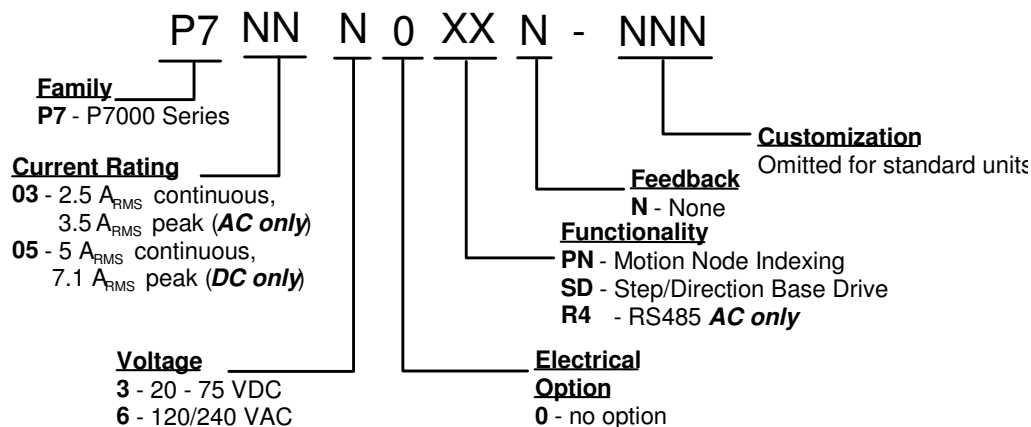 P7 NN N 0 XX N - NNN
Family
P7 - P7000 Series
Current Rating
03 - 2.5 ARMS continuous,
3.5 ARMS peak (AC only)
05 - 5 ARMS continuous,
7.1 ARMS peak (DC only)
Voltage
3 - 20 - 75 VDC
6 - 120/240 VAC
Electrical
Option
0 - no option
Functionality
PN - Motion Node Indexing
SD - Step/Direction Base Drive
R4 - RS485 AC only
Feedback
N - None
Customization
Omitted for standard units